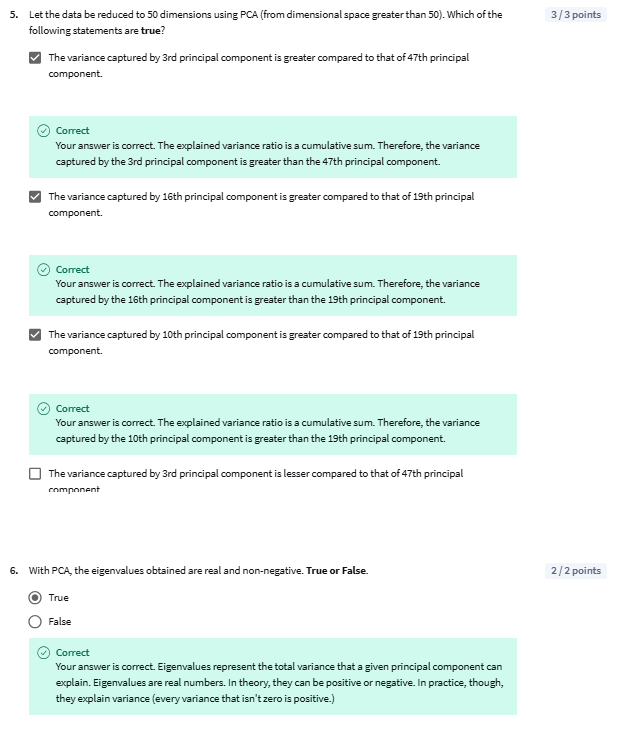 5. Let the data be reduced to 50 dimensions using PCA (from dimensional space greater than 50). Which of the 3 / 3 points
following statements are true?
The variance captured by 3rd principal component is greater compared to that of 47th principal
component.
Correct
Your answer is correct. The explained variance ratio is a cumulative sum. Therefore, the variance
captured by the 3rd principal component is greater than the 47th principal component.
The variance captured by 16th principal component is greater compared to that of 19th principal
component.
Correct
Your answer is correct. The explained variance ratio is a cumulative sum. Therefore, the variance
captured by the 16th principal component is greater than the 19th principal component.
The variance captured by 10th principal component is greater compared to that of 19th principal
component.
Correct
Your answer is correct. The explained variance ratio is a cumulative sum. Therefore, the variance
captured by the 10th principal component is greater than the 19th principal component.
The variance captured by 3rd principal component is lesser compared to that of 47th principal
component
6. With PCA, the eigenvalues obtained are real and non-negative. True or False. 2 / 2 points
True
False
Correct
Your answer is correct. Eigenvalues represent the total variance that a given principal component can
explain. Eigenvalues are real numbers. In theory, they can be positive or negative. In practice, though,
they explain variance (every variance that isn't zero is positive.)